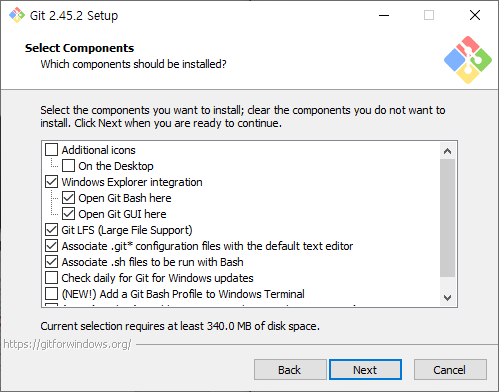 Git 2.45.2 Setup
Select Components
Which components should be installed?
Select the components you want to install; clear the components you do not want to
install. Click Next when you are ready to continue.
Additional icons
On the Desktop
Windows Explorer integration
Open Git Bash here
Open Git GUI here
Git LFS (Large File Support)
Associate .git* configuration files with the default text editor
Associate .sh files to be run with Bash
Check daily for Git for Windows updates
(NEW!) Add a Git Bash Profile to Windows Terminal
Current selection requires at least 340.0 MB of disk space.
https://gitforwindows.org/
Back
Next
Cancel